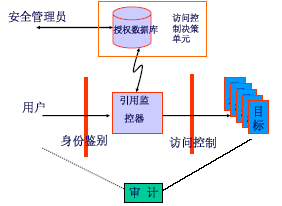 安全管理员
授权数据库
访问控
制决策
单元
用户
引用监
控器
目
标
身份鉴别
访问控制
审 计